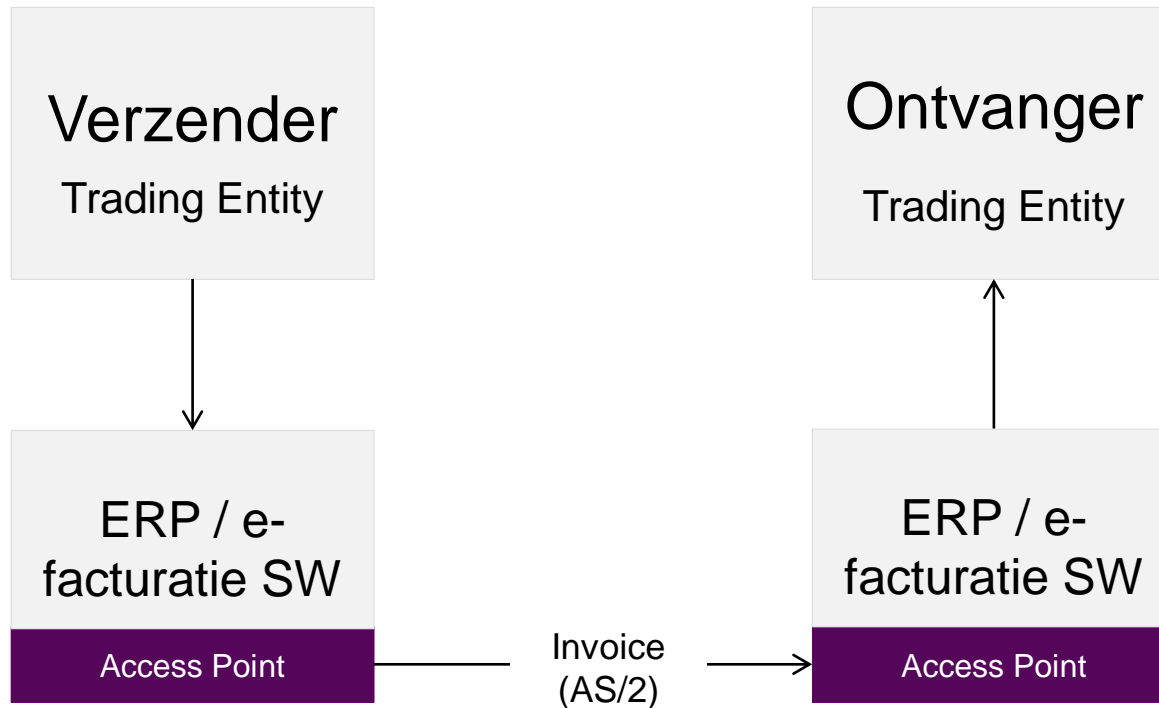 Verzender
Trading Entity
Ontvanger
Trading Entity
ERP / e-
facturatie SW
Access Point
Invoice
(AS/2)
ERP / e-
facturatie SW
Access Point